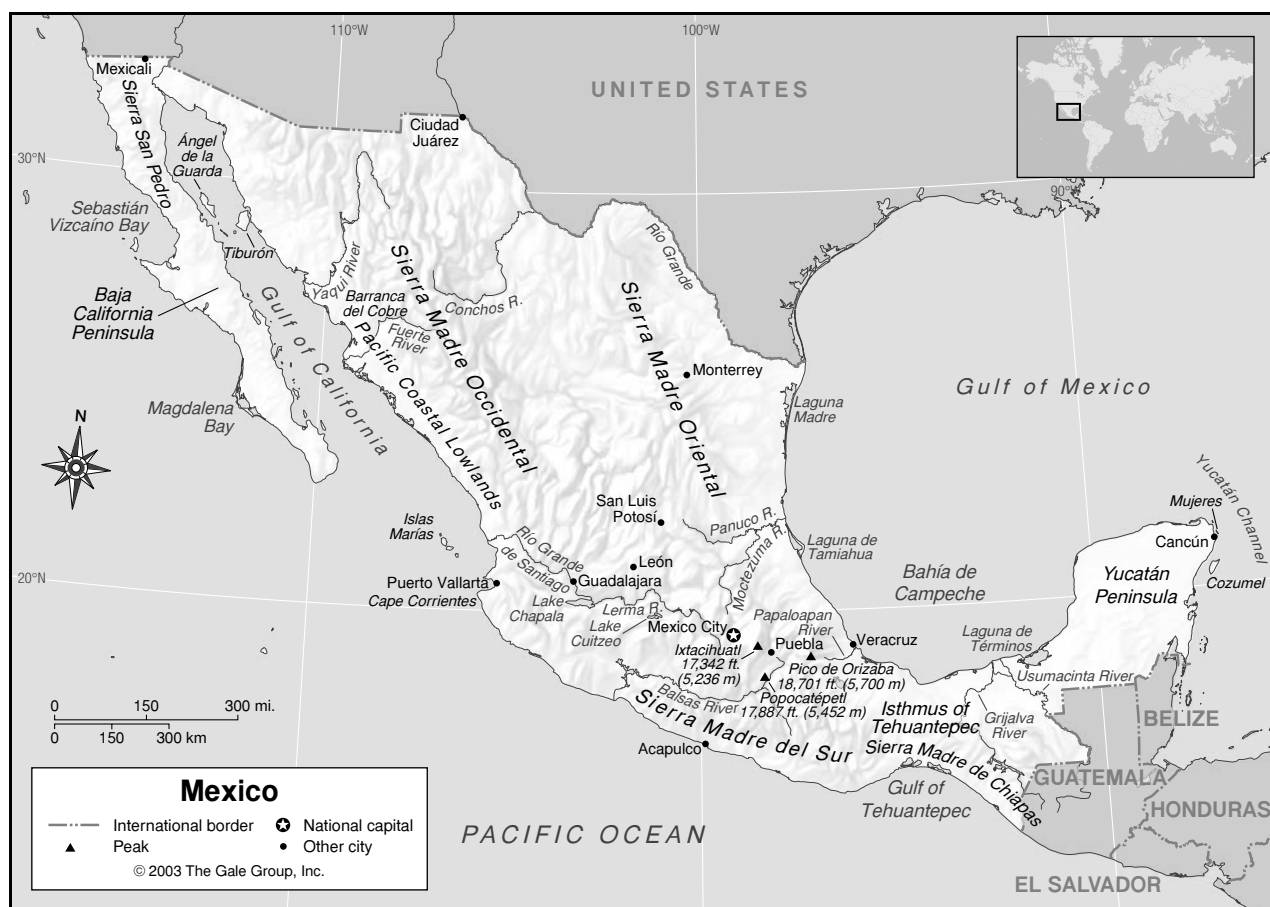 110°W
100°W
UNITED STATES
Mexicali
Ciudad
Juárez
Sierra San Pedro
Ángel
de la
Guarda
30°N
90°W
Sebastián
Vizcaíno Bay
Tiburón
Yaqui River
Río Grande
Baja
California
Peninsula
Gulf of California
Barranca
del Cobre
Conchos R.
Fuerte
River
Sierra Madre Occidental
Sierra Madre Oriental
Pacific Coastal Lowlands
Monterrey
Gulf of Mexico
Magdalena
Bay
Laguna
Madre
N
Yucatán Channel
Mujeres
San Luis
Potosí
Panuco R.
Islas
Marías
Laguna de
Tamiahua
Cancún
Río Grande
de Santiago
León
Moctezuma R.
20°N
Puerto Vallarta
Guadalajara
Bahía de
Campeche
Yucatán
Peninsula
Cozumel
Cape Corrientes
Lake
Chapala
Lerma R.
Lake
Cuitzeo
Papaloapan
River
Mexico City
Veracruz
Laguna de
Términos
Ixtacihuatl
17,342 ft.
(5,236 m)
Puebla
Pico de Orizaba
18,701 ft. (5,700 m)
Usumacinta River
Popocatépetl
17,887 ft. (5,452 m)
Balsas River
Isthmus of
Tehuantepec
Grijalva
River
BELIZE
0 150 300 mi.
0 150 300 km
Sierra Madre del Sur
Acapulco
Sierra Madre de Chiapas
GUATEMALA
Gulf of
Tehuantepec
HONDURAS
PACIFIC OCEAN
EL SALVADOR
Mexico
International border
National capital
Peak
Other city
© 2003 The Gale Group, Inc.